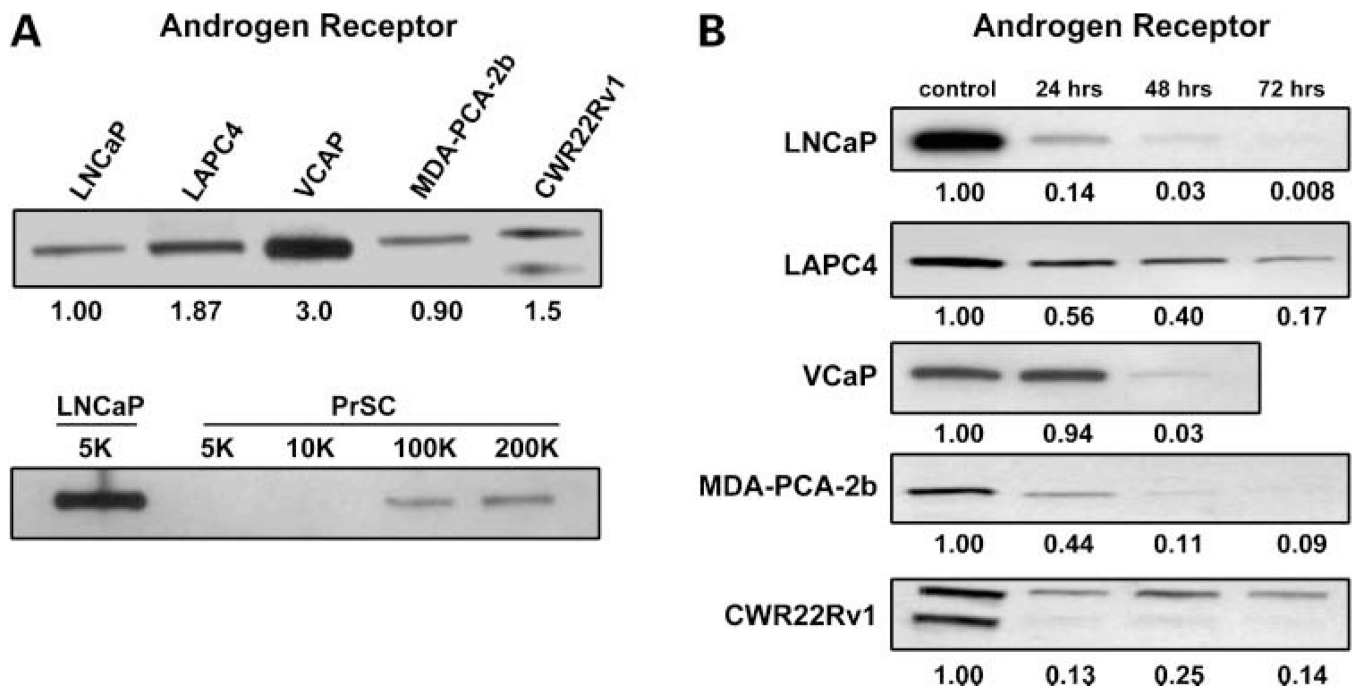 A
Androgen Receptor
LNCaP LAPC4 VCAP MDA-PCA-2b CWR22Rv1
1.00 1.87 3.0 0.90 1.5
LNCaP PrSC
5K 5K 10K 100K 200K
B
Androgen Receptor
control 24 hrs 48 hrs 72 hrs
LNCaP
1.00 0.14 0.03 0.008
LAPC4
1.00 0.56 0.40 0.17
VCaP
1.00 0.94 0.03
MDA-PCA-2b
1.00 0.44 0.11 0.09
CWR22Rv1
1.00 0.13 0.25 0.14